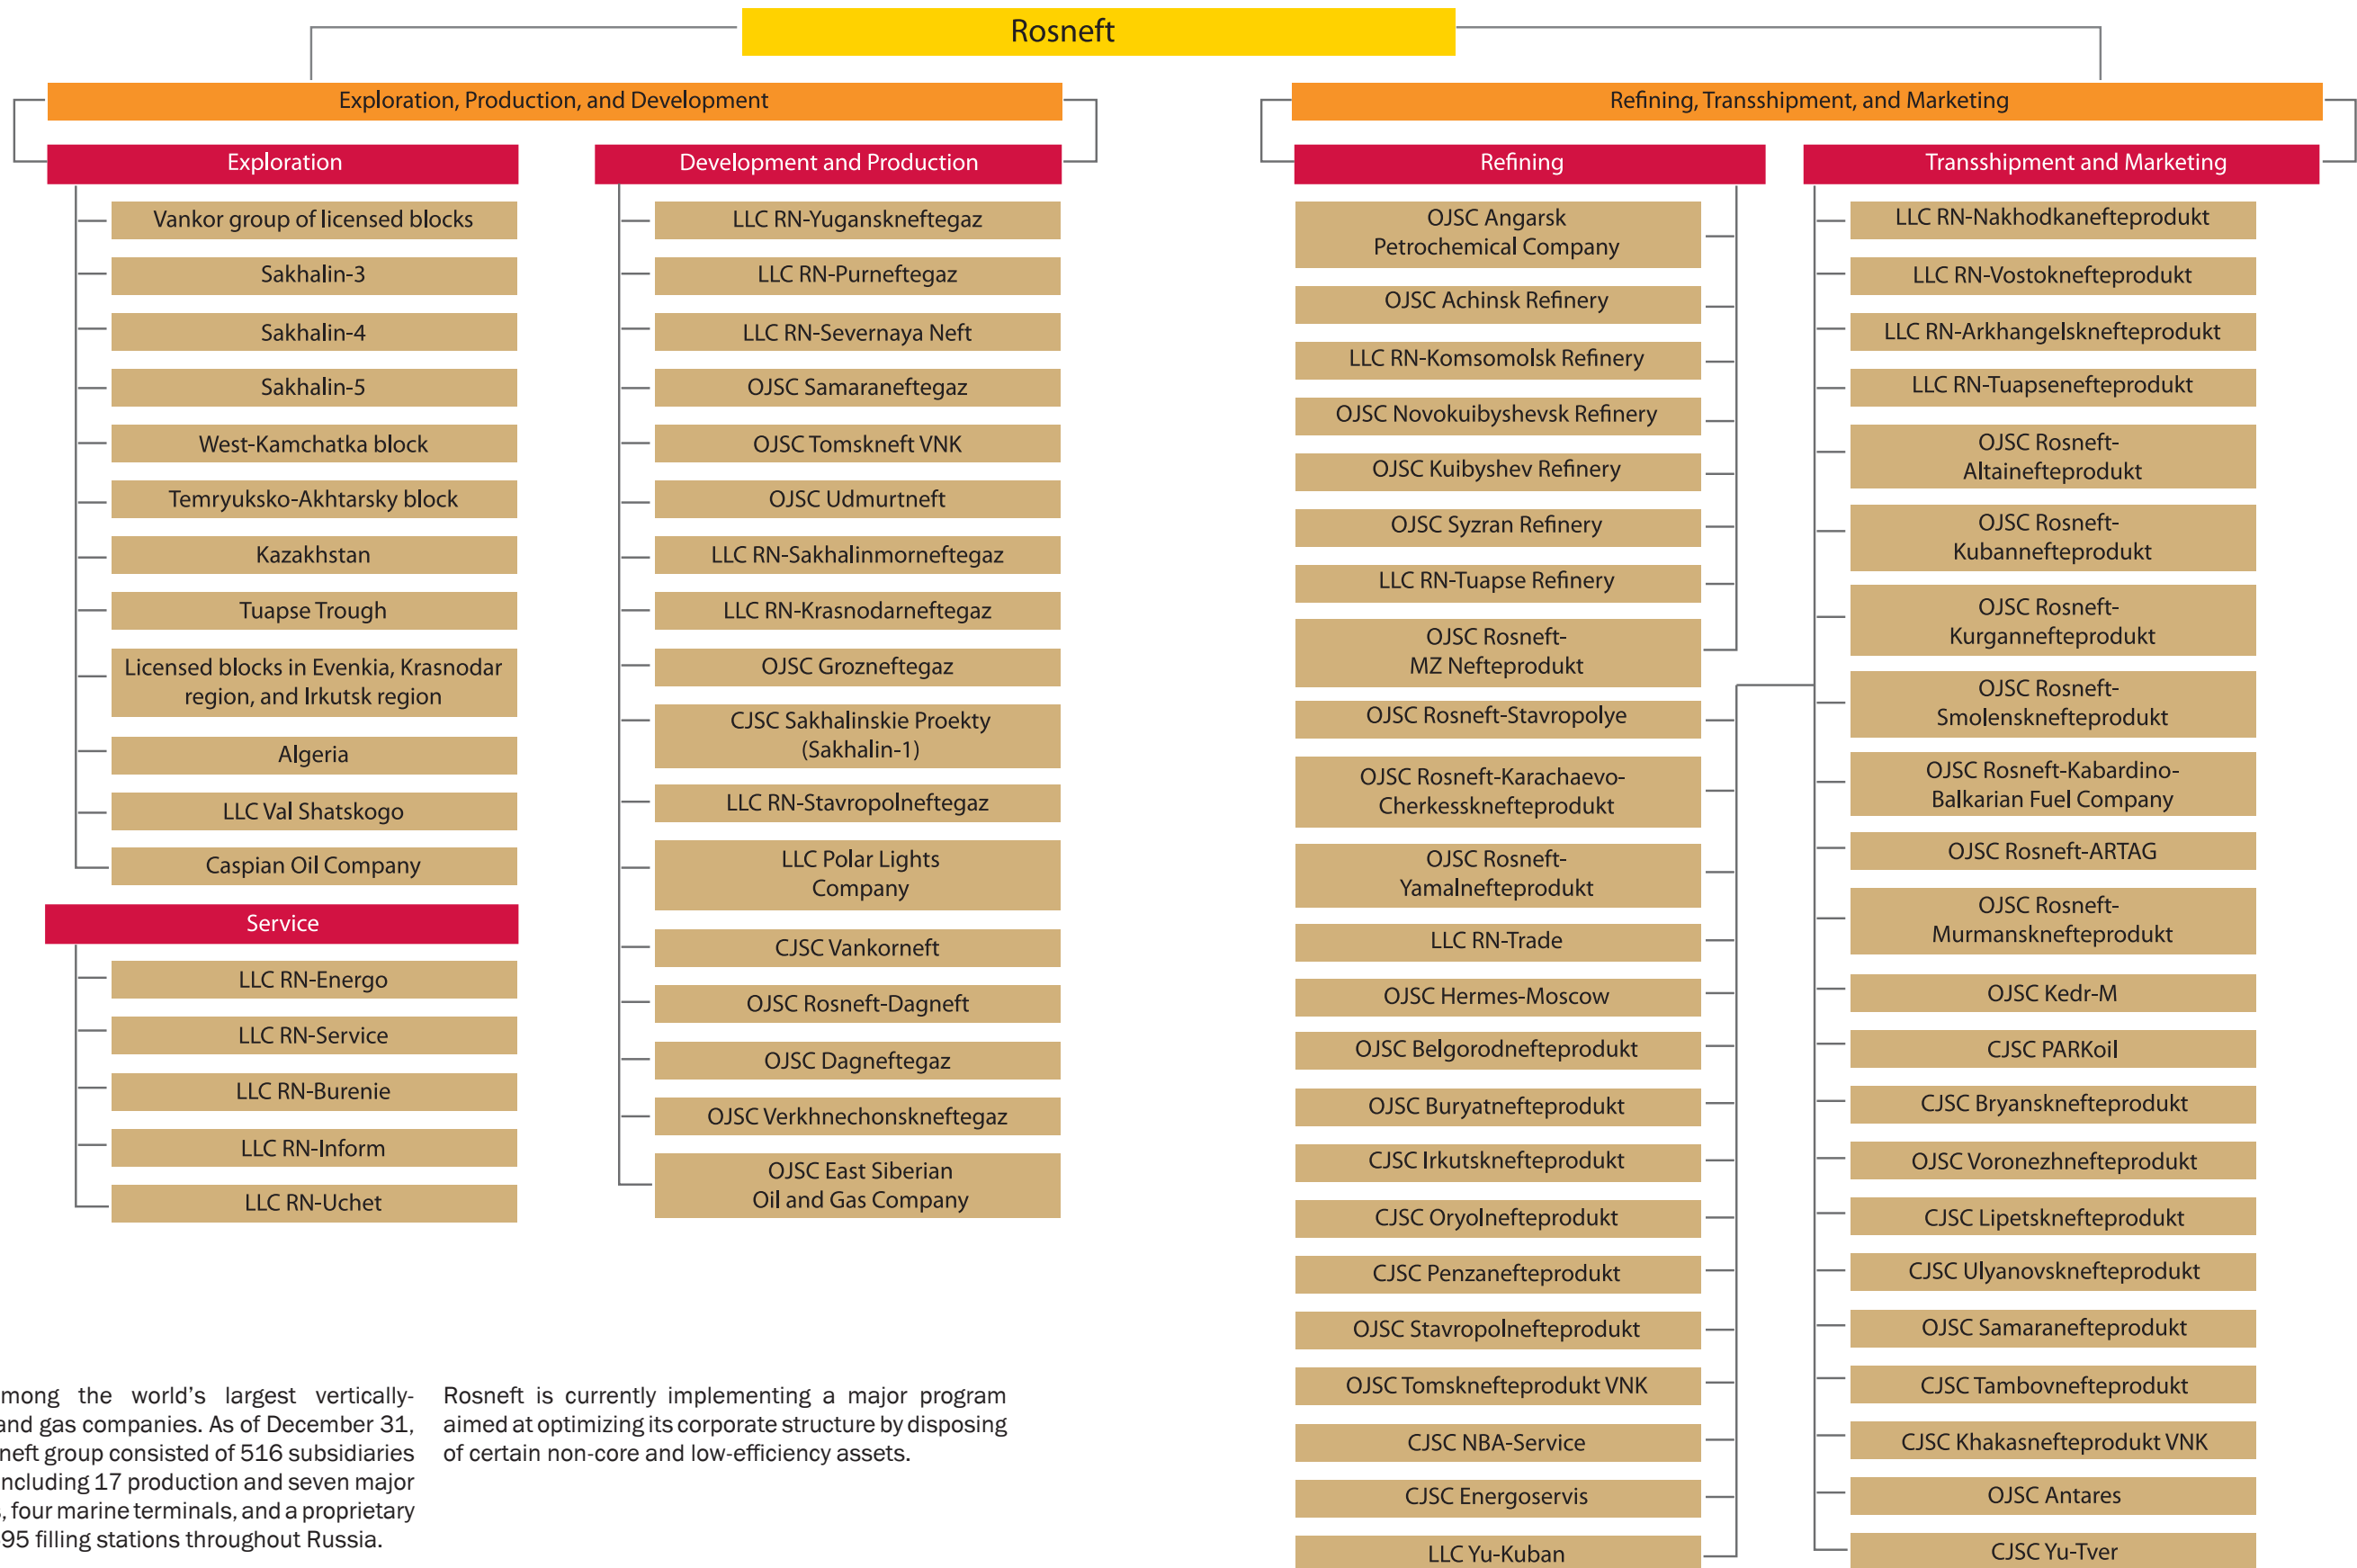 Rosneft
Exploration, Production, and Development
Exploration
Vankor group of licensed blocks
Sakhalin-3
Sakhalin-4
Sakhalin-5
West-Kamchatka block
Temryuksko-Akhtarsky block
Kazakhstan
Tuapse Trough
Licensed blocks in Evenkia, Krasnodar
region, and Irkutsk region
Algeria
LLC Val Shatskogo
Caspian Oil Company
Service
LLC RN-Energo
LLC RN-Service
LLC RN-Burenie
LLC RN-Inform
LLC RN-Uchet
Development and Production
LLC RN-Yuganskneftegaz
LLC RN-Purneftegaz
LLC RN-Severnaya Neft
OJSC Samaraneftegaz
OJSC Tomskneft VNK
OJSC Udmurtneft
LLC RN-Sakhalinmorneftegaz
LLC RN-Krasnodarneftegaz
OJSC Grozneftegaz
CJSC Sakhalinskie Proekty
(Sakhalin-1)
LLC RN-Stavropolneftegaz
LLC Polar Lights
Company
CJSC Vankorneft
OJSC Rosneft-Dagneft
OJSC Dagneftegaz
OJSC Verkhnechonskneftegaz
OJSC East Siberian
Oil and Gas Company
Refining, Transshipment, and Marketing
Refining
OJSC Angarsk
Petrochemical Company
OJSC Achinsk Refinery
LLC RN-Komsomolsk Refinery
OJSC Novokuibyshevsk Refinery
OJSC Kuibyshev Refinery
OJSC Syzran Refinery
LLC RN-Tuapse Refinery
OJSC Rosneft-
MZ Nefteprodukt
OJSC Rosneft-Stavropolye
OJSC Rosneft-Karachaevo-
Cherkessknefteprodukt
OJSC Rosneft-
Yamalnefteprodukt
LLC RN-Trade
OJSC Hermes-Moscow
OJSC Belgorodnefteprodukt
OJSC Buryatnefteprodukt
CJSC Irkutsknefteprodukt
CJSC Oryolnefteprodukt
CJSC Penzanefteprodukt
OJSC Stavropolnefteprodukt
OJSC Tomsknefteprodukt VNK
CJSC NBA-Service
CJSC Energoservis
LLC Yu-Kuban
Transshipment and Marketing
LLC RN-Nakhodkanefteprodukt
LLC RN-Vostoknefteprodukt
LLC RN-Arkhangelsknefteprodukt
LLC RN-Tuapsenefteprodukt
OJSC Rosneft-
Altainefteprodukt
OJSC Rosneft-
Kubannefteprodukt
OJSC Rosneft-
Kurgannefteprodukt
OJSC Rosneft-
Smolensknefteprodukt
OJSC Rosneft-Kabardino-
Balkarian Fuel Company
OJSC Rosneft-ARTAG
OJSC Rosneft-
Murmansknefteprodukt
OJSC Kedr-M
CJSC PARKoil
CJSC Bryansknefteprodukt
OJSC Voronezhnefteprodukt
CJSC Lipetsknefteprodukt
CJSC Ulyanovsknefteprodukt
OJSC Samaranefteprodukt
CJSC Tambovnefteprodukt
CJSC Khakasnefteprodukt VNK
OJSC Antares
CJSC Yu-Tver
among the world's largest vertically-
and gas companies. As of December 31,
neft group consisted of 516 subsidiaries
including 17 production and seven major
, four marine terminals, and a proprietary
95 filling stations throughout Russia.
Rosneft is currently implementing a major program
aimed at optimizing its corporate structure by disposing
of certain non-core and low-efficiency assets.